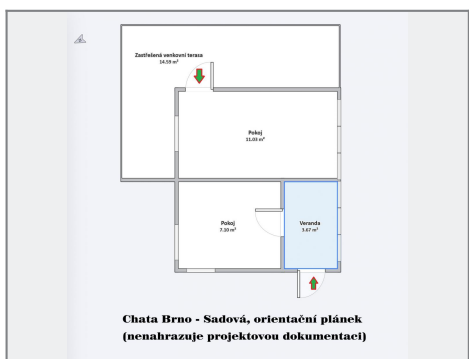 Zastřešená venkovní terasa
14.59 m²
Pokoj
11.03 m²
Pokoj
7.10 m²
Veranda
3.67 m²
Chata Brno - Sadová, orientační plánek
(nenahrazuje projektovou dokumentaci)